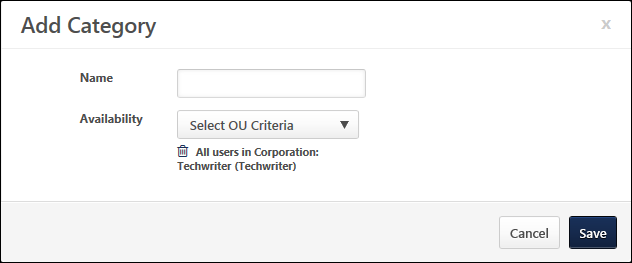 Add Category
x
Name
Availability
Select OU Criteria
All users in Corporation:
Techwriter (Techwriter)
Cancel
Save